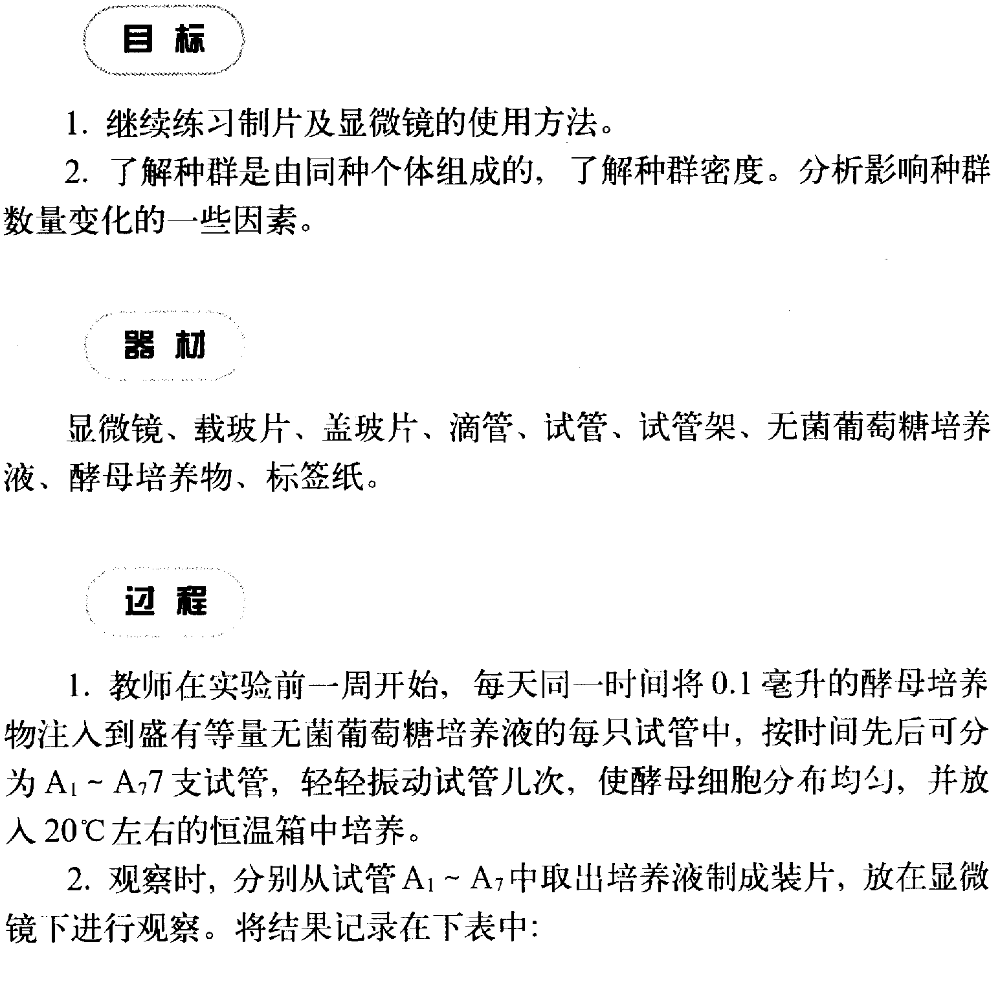 目 标
1. 继续练习制片及显微镜的使用方法。
2. 了解种群是由同种个体组成的，了解种群密度。分析影响种群
数量变化的一些因素。
器 材
显微镜、载玻片、盖玻片、滴管、试管、试管架、无菌葡萄糖培养
液、酵母培养物、标签纸。
过 程
1. 教师在实验前一周开始，每天同一时间将0.1毫升的酵母培养
物注入到盛有等量无菌葡萄糖培养液的每只试管中，按时间先后可分
为A₁~A₇7支试管，轻轻振动试管几次，使酵母细胞分布均匀，并放
入20℃左右的恒温箱中培养。
2. 观察时，分别从试管A₁~A₇中取出培养液制成装片，放在显微
镜下进行观察。将结果记录在下表中：